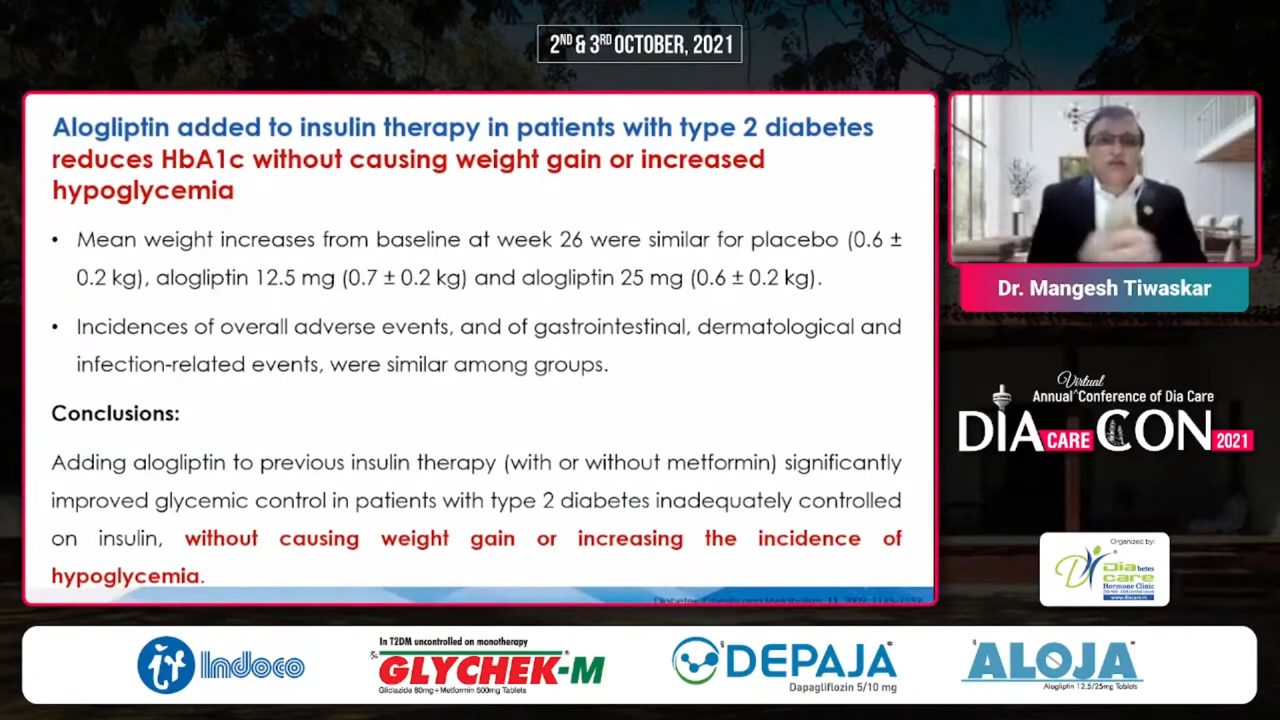 2ND & 3RD OCTOBER, 2021
Alogliptin added to insulin therapy in patients with type 2 diabetes
reduces HbA1c without causing weight gain or increased
hypoglycemia
• Mean weight increases from baseline at week 26 were similar for placebo (0.6 ±
0.2 kg), alogliptin 12.5 mg (0.7 ± 0.2 kg) and alogliptin 25 mg (0.6 ± 0.2 kg).
• Incidences of overall adverse events, and of gastrointestinal, dermatological and
infection-related events, were similar among groups.
Conclusions:
Adding alogliptin to previous insulin therapy (with or without metformin) significantly
improved glycemic control in patients with type 2 diabetes inadequately controlled
on insulin, without causing weight gain or increasing the incidence of
hypoglycemia.
Dr. Mangesh Tiwaskar
Virtual
Annual ^ Conference of Dia Care
DIA CARE CON 2021
Organized by:
Diabetes
care
Hormone Clinic
Indoco
In T2DM uncontrolled on monotherapy
GLYCHEK-M
Gliclazide 80mg + Metformin 500mg Tablets
DEPAJA
Dapagliflozin 5/10 mg
ALOJA
Alogliptin 12.5/25mg Tablets